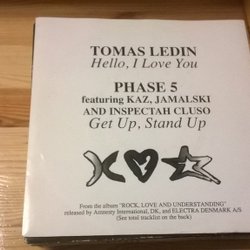 TOMAS LEDIN
Hello, I Love You
PHASE 5
featuring KAZ, JAMALSKI
AND INSPECTAH CLUSO
Get Up, Stand Up
From the album "ROCK, LOVE AND UNDERSTANDING"
released by Amnesty International, DK, and ELECTRA DENMARK A/S
(See total tracklist on the back)